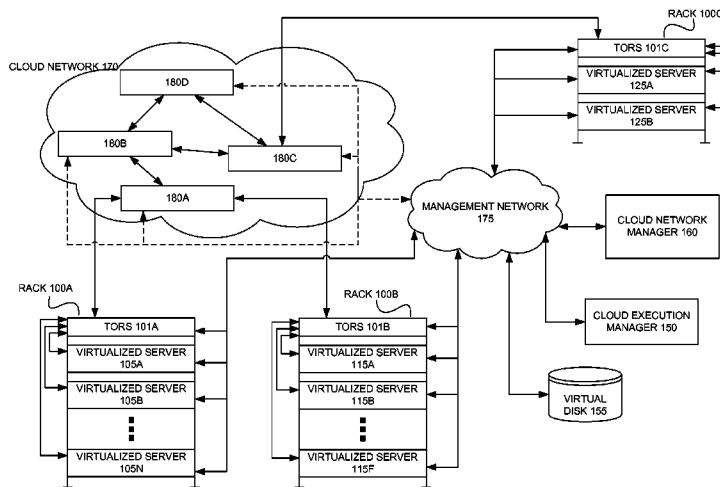 RACK 100C
TORS 101C
VIRTUALIZED SERVER
125A
VIRTUALIZED SERVER
125B
CLOUD NETWORK 170
180D
180B
180C
180A
MANAGEMENT NETWORK
175
CLOUD NETWORK
MANAGER 160
CLOUD EXECUTION
MANAGER 150
VIRTUAL
DISK 155
RACK 100A
TORS 101A
VIRTUALIZED SERVER
105A
VIRTUALIZED SERVER
105B
VIRTUALIZED SERVER
105N
RACK 100B
TORS 101B
VIRTUALIZED SERVER
115A
VIRTUALIZED SERVER
115B
VIRTUALIZED SERVER
115F